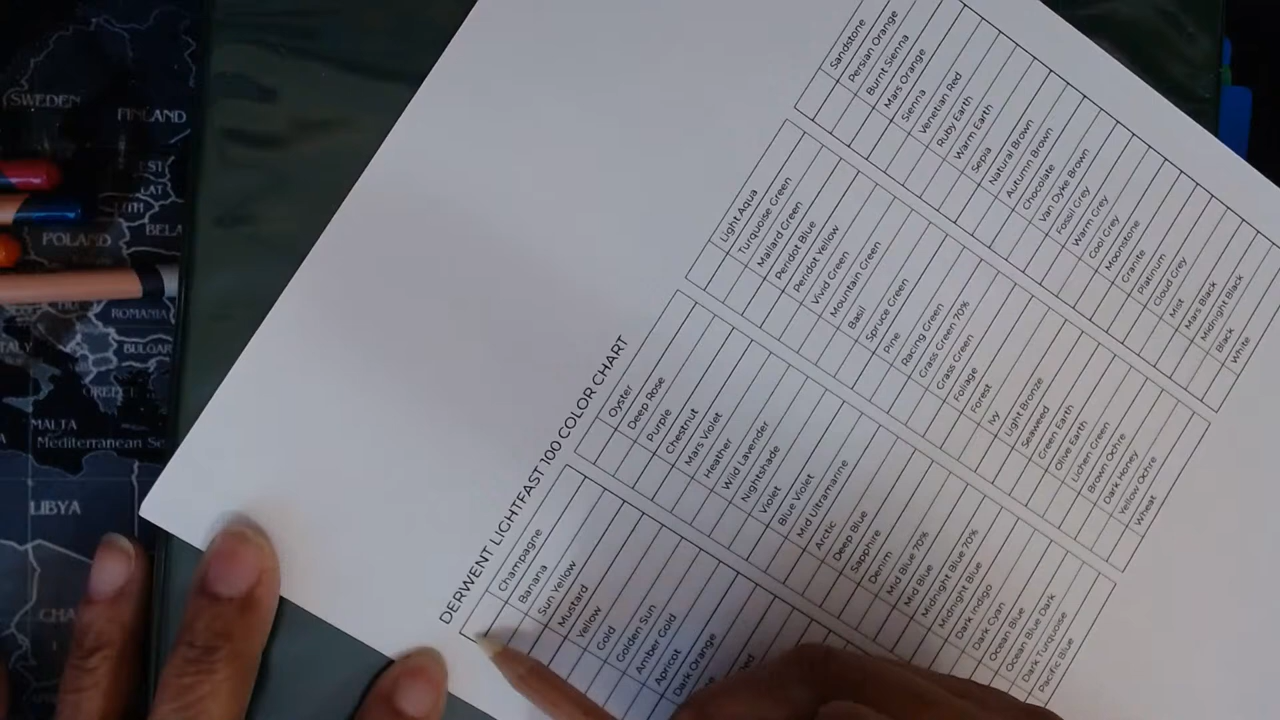 DERWENT LIGHTFAST 100 COLOR CHART
Champagne
Banana
Sun Yellow
Mustard
Yellow
Gold
Golden Sun
Amber Gold
Apricot
Dark Orange
Oyster
Deep Rose
Purple
Chestnut
Mars Violet
Heather
Wild Lavender
Nightshade
Violet
Blue Violet
Mid Ultramarine
Arctic
Deep Blue
Sapphire
Denim
Mid Blue 70%
Mid Blue
Midnight Blue 70%
Midnight Blue
Dark Indigo
Dark Cyan
Ocean Blue
Ocean Blue Dark
Dark Turquoise
Pacific Blue
Light Aqua
Turquoise Green
Mallard Green
Peridot Blue
Peridot Yellow
Vivid Green
Mountain Green
Basil
Spruce Green
Pine
Racing Green
Grass Green 70%
Grass Green
Foliage
Forest
Ivy
Light Bronze
Seaweed
Green Earth
Olive Earth
Lichen Green
Brown Ochre
Dark Honey
Yellow Ochre
Wheat
Sandstone
Persian Orange
Burnt Sienna
Mars Orange
Sienna
Venetian Red
Ruby Earth
Warm Earth
Sepia
Natural Brown
Autumn Brown
Chocolate
Van Dyke Brown
Fossil Grey
Warm Grey
Cool Grey
Moonstone
Granite
Platinum
Cloud Grey
Mist
Mars Black
Midnight Black
Black
White
SWEDEN
FINLAND
EST
LAT
LITH
POLAND
BELA
ROMANIA
ITALY
BULGAR
GREECE
MALTA
Mediterranean Se
LIBYA
CHA